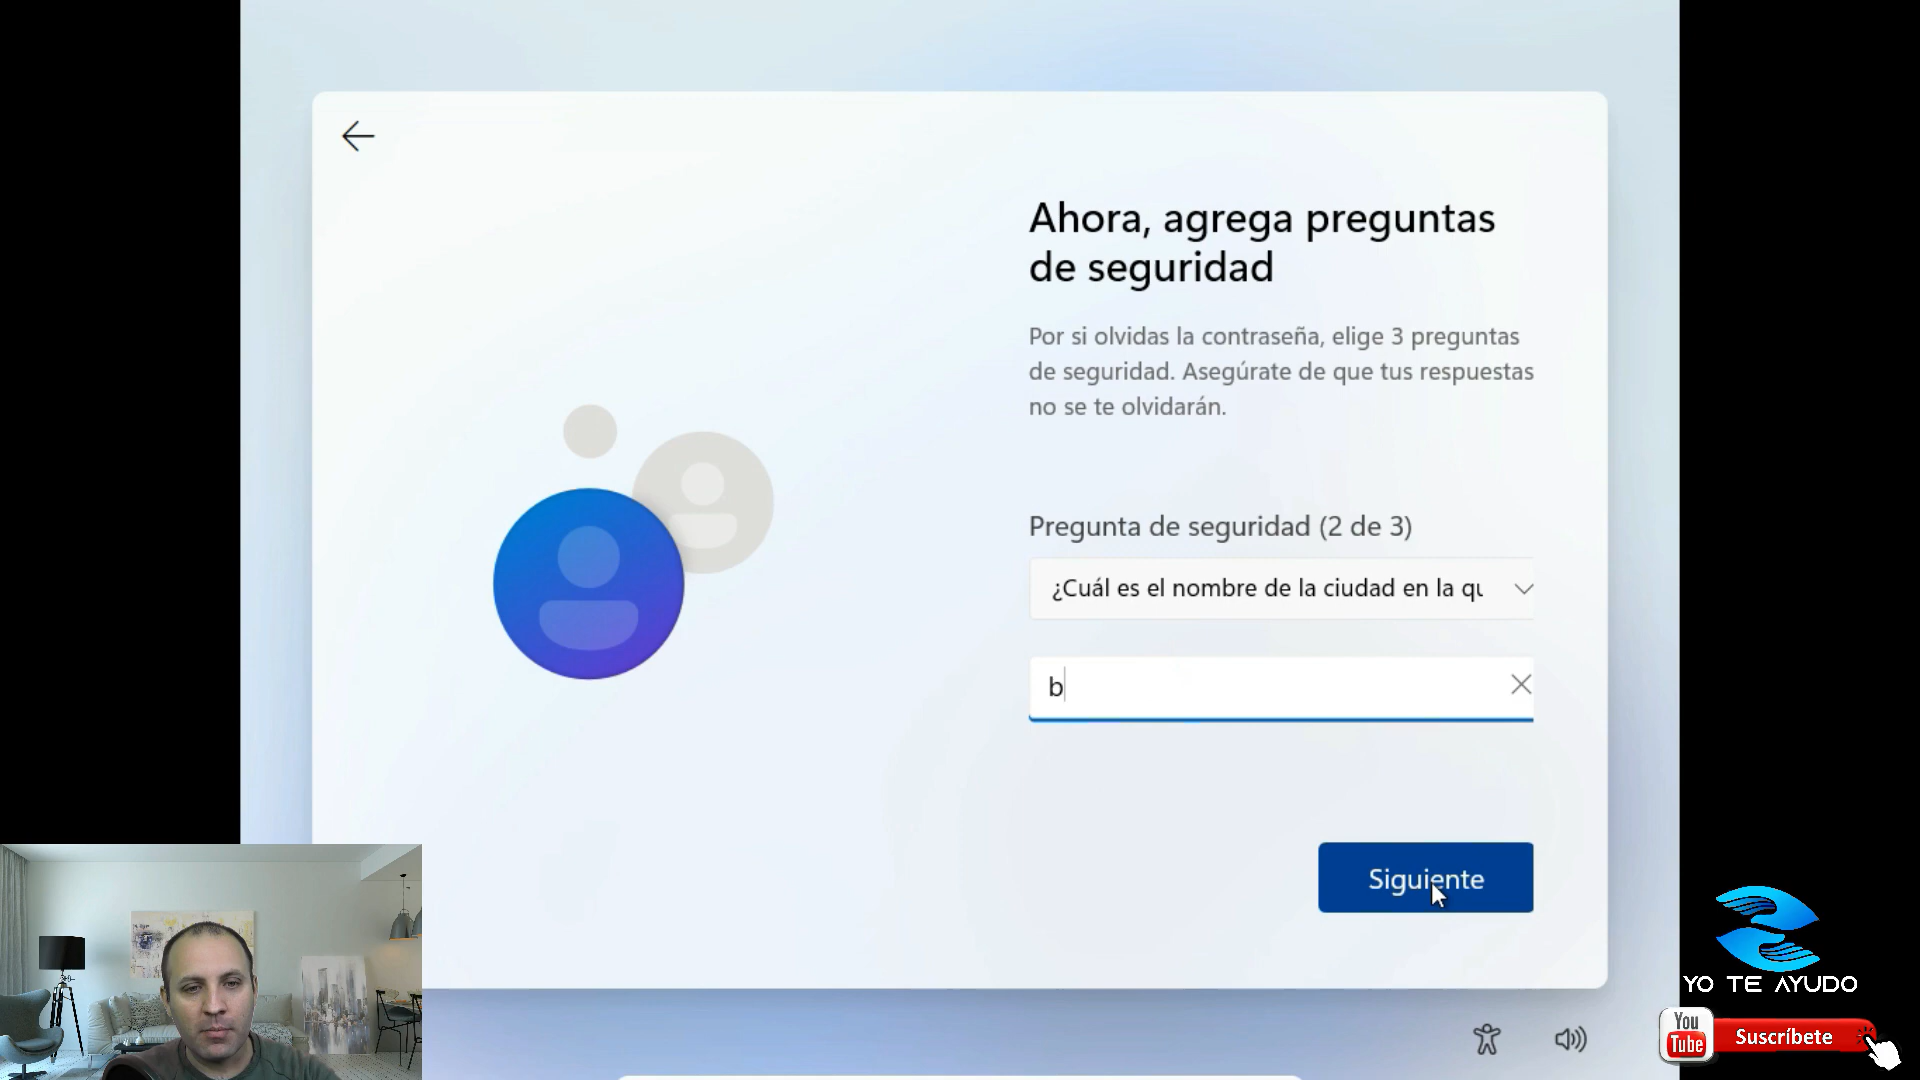 Ahora, agrega preguntas
de seguridad
Por si olvidas la contraseña, elige 3 preguntas
de seguridad. Asegúrate de que tus respuestas
no se te olvidarán.
Pregunta de seguridad (2 de 3)
¿Cuál es el nombre de la ciudad en la qu
b
Siguiente
YO TE AYUDO
You
Tube
Suscríbete